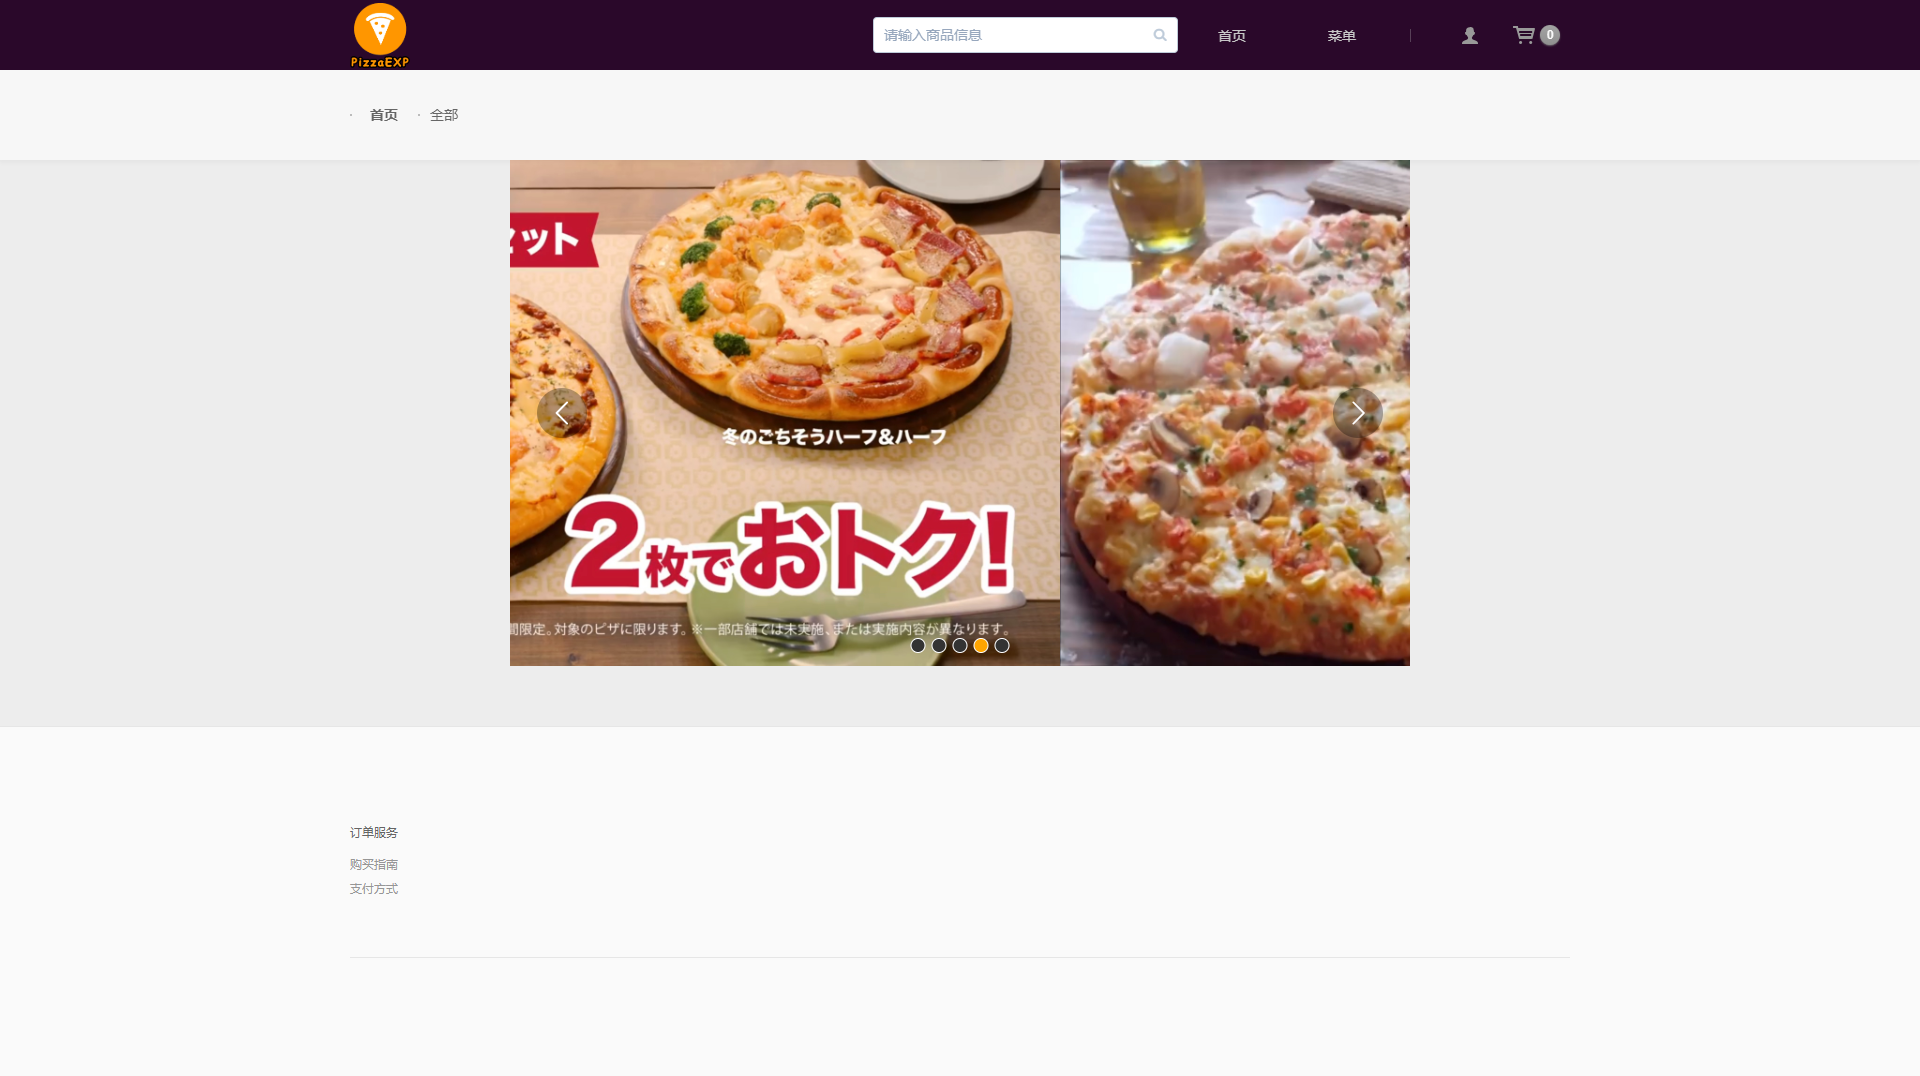 PizzaEXP
请输入商品信息
首页
菜单
0
· 首页
· 全部
ット
冬のごちそうハーフ&ハーフ
2枚でおトク!
間限定。対象のピザに限ります。※一部店舗では未実施、または実施内容が異なります。
订单服务
购买指南
支付方式